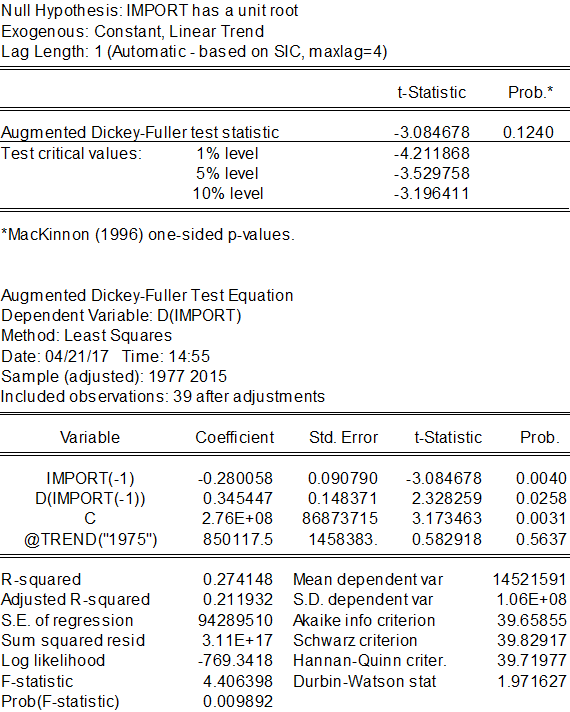 Null Hypothesis: IMPORT has a unit root
Exogenous: Constant, Linear Trend
Lag Length: 1 (Automatic - based on SIC, maxlag=4)
t-Statistic Prob.*
Augmented Dickey-Fuller test statistic -3.084678 0.1240
Test critical values: 1% level -4.211868
5% level -3.529758
10% level -3.196411
*MacKinnon (1996) one-sided p-values.
Augmented Dickey-Fuller Test Equation
Dependent Variable: D(IMPORT)
Method: Least Squares
Date: 04/21/17 Time: 14:55
Sample (adjusted): 1977 2015
Included observations: 39 after adjustments
Variable Coefficient Std. Error t-Statistic Prob.
IMPORT(-1) -0.280058 0.090790 -3.084678 0.0040
D(IMPORT(-1)) 0.345447 0.148371 2.328259 0.0258
C 2.76E+08 86873715 3.173463 0.0031
@TREND("1975") 850117.5 1458383. 0.582918 0.5637
R-squared 0.274148 Mean dependent var 14521591
Adjusted R-squared 0.211932 S.D. dependent var 1.06E+08
S.E. of regression 94289510 Akaike info criterion 39.65855
Sum squared resid 3.11E+17 Schwarz criterion 39.82917
Log likelihood -769.3418 Hannan-Quinn criter. 39.71977
F-statistic 4.406398 Durbin-Watson stat 1.971627
Prob(F-statistic) 0.009892